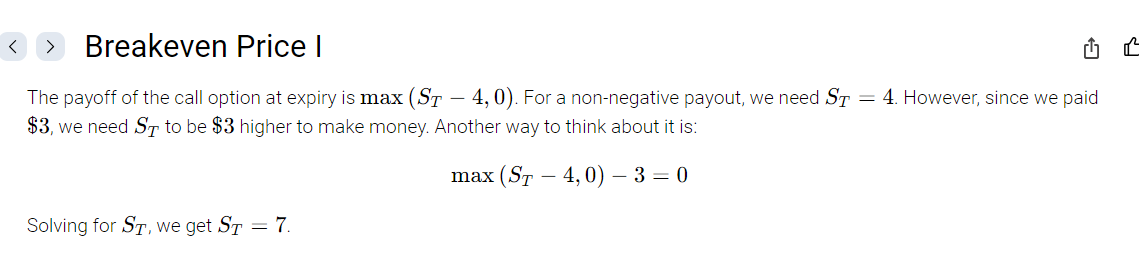 Breakeven Price I
The payoff of the call option at expiry is max (S_T − 4, 0). For a non-negative payout, we need S_T = 4. However, since we paid
$3, we need S_T to be $3 higher to make money. Another way to think about it is:
max (S_T − 4, 0) − 3 = 0
Solving for S_T, we get S_T = 7.